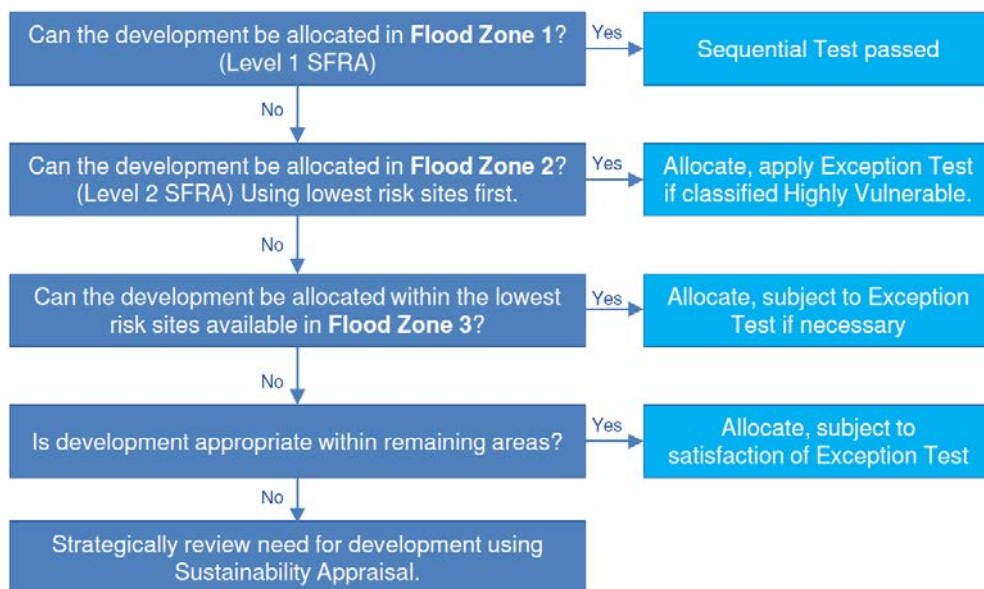 Can the development be allocated in Flood Zone 1?
(Level 1 SFRA)
Yes
Sequential Test passed
No
Can the development be allocated in Flood Zone 2?
(Level 2 SFRA) Using lowest risk sites first.
Yes
Allocate, apply Exception Test
if classified Highly Vulnerable.
No
Can the development be allocated within the lowest
risk sites available in Flood Zone 3?
Yes
Allocate, subject to Exception
Test if necessary
No
Is development appropriate within remaining areas?
Yes
Allocate, subject to
satisfaction of Exception Test
No
Strategically review need for development using
Sustainability Appraisal.